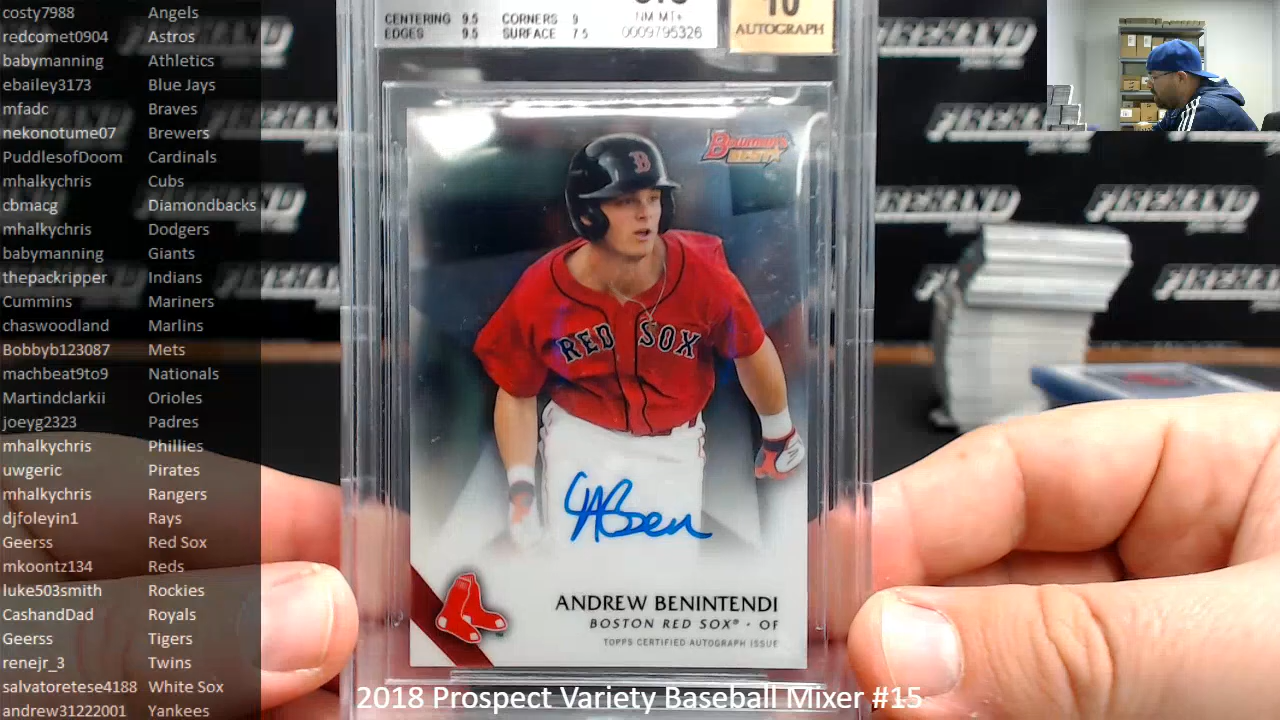 costy7988 Angels
redcomet0904 Astros
babymanning Athletics
ebailey3173 Blue Jays
mfadc Braves
nekonotume07 Brewers
PuddlesofDoom Cardinals
mhalkychris Cubs
cbmacg Diamondbacks
mhalkychris Dodgers
babymanning Giants
thepackripper Indians
Cummins Mariners
chaswoodland Marlins
Bobbyb123087 Mets
machbeat9to9 Nationals
Martindclarkii Orioles
joeyg2323 Padres
mhalkychris Phillies
uwgeric Pirates
mhalkychris Rangers
djfoleyin1 Rays
Geerss Red Sox
mkoontz134 Reds
luke503smith Rockies
CashandDad Royals
Geerss Tigers
renejr_3 Twins
salvatoretese4188 White Sox
andrew31222001 Yankees
CENTERING 9.5 CORNERS 9
EDGES 9.5 SURFACE 7.5
NM-MT+
0009795326
10
AUTOGRAPH
Bowman's
BEST
B
RED SOX
ANDREW BENINTENDI
BOSTON RED SOX® · OF
TOPPS CERTIFIED AUTOGRAPH ISSUE
2018 Prospect Variety Baseball Mixer #15
FIREHAND
FIREHAND
FIREHAND
FIREHAND